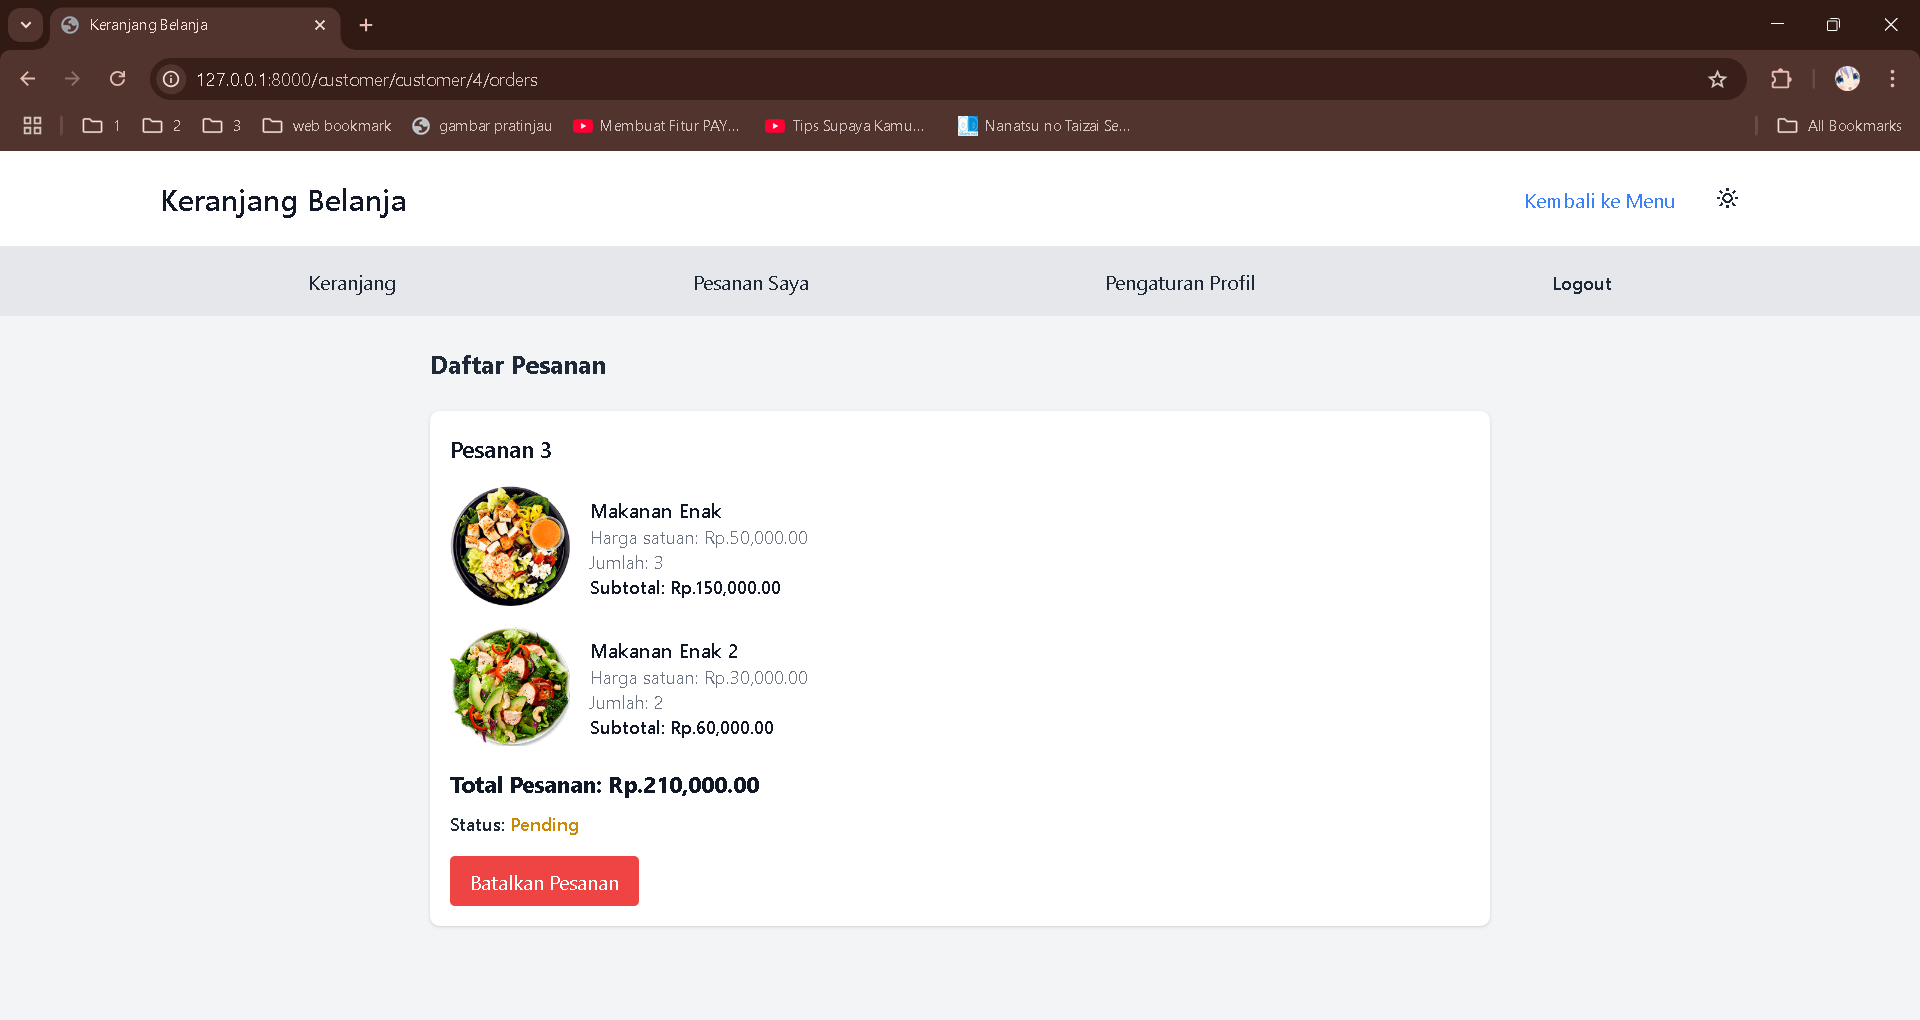 Keranjang Belanja
127.0.0.1:8000/customer/customer/4/orders
1 2 3 web bookmark gambar pratinjau Membuat Fitur PAY... Tips Supaya Kamu... Nanatsu no Taizai Se... All Bookmarks
Keranjang Belanja Kembali ke Menu
Keranjang Pesanan Saya Pengaturan Profil Logout
Daftar Pesanan
Pesanan 3
Makanan Enak
Harga satuan: Rp.50,000.00
Jumlah: 3
Subtotal: Rp.150,000.00
Makanan Enak 2
Harga satuan: Rp.30,000.00
Jumlah: 2
Subtotal: Rp.60,000.00
Total Pesanan: Rp.210,000.00
Status: Pending
Batalkan Pesanan